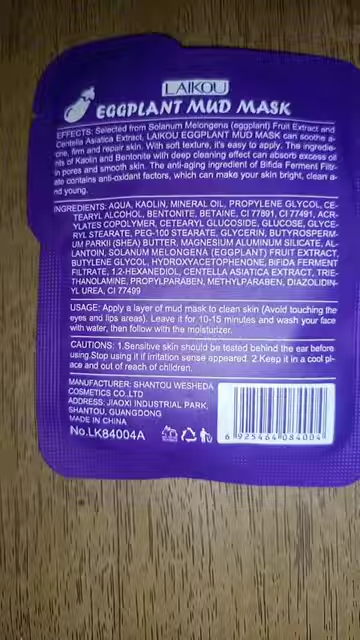 LAIKOU
EGGPLANT MUD MASK
EFFECTS: Selected from Solanum Melongena (eggplant) Fruit Extract and
Centella Asiatica Extract, LAIKOU EGGPLANT MUD MASK can soothe a-
cne, firm and repair skin. With soft texture, it's easy to apply. The ingredie-
nts of Kaolin and Bentonite with deep cleaning effect can absorb excess oil
in pores and smooth skin. The anti-aging ingredient of Bifida Ferment Filtr-
ate contains anti-oxidant factors, which can make your skin bright, clean a-
nd young.
INGREDIENTS: AQUA, KAOLIN, MINERAL OIL, PROPYLENE GLYCOL, CE-
TEARYL ALCOHOL, BENTONITE, BETAINE, CI 77891, CI 77491, ACR-
YLATES COPOLYMER, CETEARYL GLUCOSIDE, GLUCOSE, GLYCE-
RYL STEARATE, PEG-100 STEARATE, GLYCERIN, BUTYROSPERM-
UM PARKII (SHEA) BUTTER, MAGNESIUM ALUMINUM SILICATE, AL-
LANTOIN, SOLANUM MELONGENA (EGGPLANT) FRUIT EXTRACT,
BUTYLENE GLYCOL, HYDROXYACETOPHENONE, BIFIDA FERMENT
FILTRATE, 1,2-HEXANEDIOL, CENTELLA ASIATICA EXTRACT, TRIE-
THANOLAMINE, PROPYLPARABEN, METHYLPARABEN, DIAZOLIDIN-
YL UREA, CI 77499
USAGE: Apply a layer of mud mask to clean skin (Avoid touching the
eyes and lips areas). Leave it for 10-15 minutes and wash your face
with water, then follow with the moisturizer.
CAUTIONS: 1.Sensitive skin should be tested behind the ear before
using.Stop using it if irritation sense appeared. 2.Keep it in a cool pl-
ace and out of reach of children.
MANUFACTURER: SHANTOU WESHEDA
COSMETICS CO.,LTD
ADDRESS: JIAOXI INDUSTRIAL PARK,
SHANTOU, GUANGDONG
MADE IN CHINA
No.LK84004A
6 925464 084004